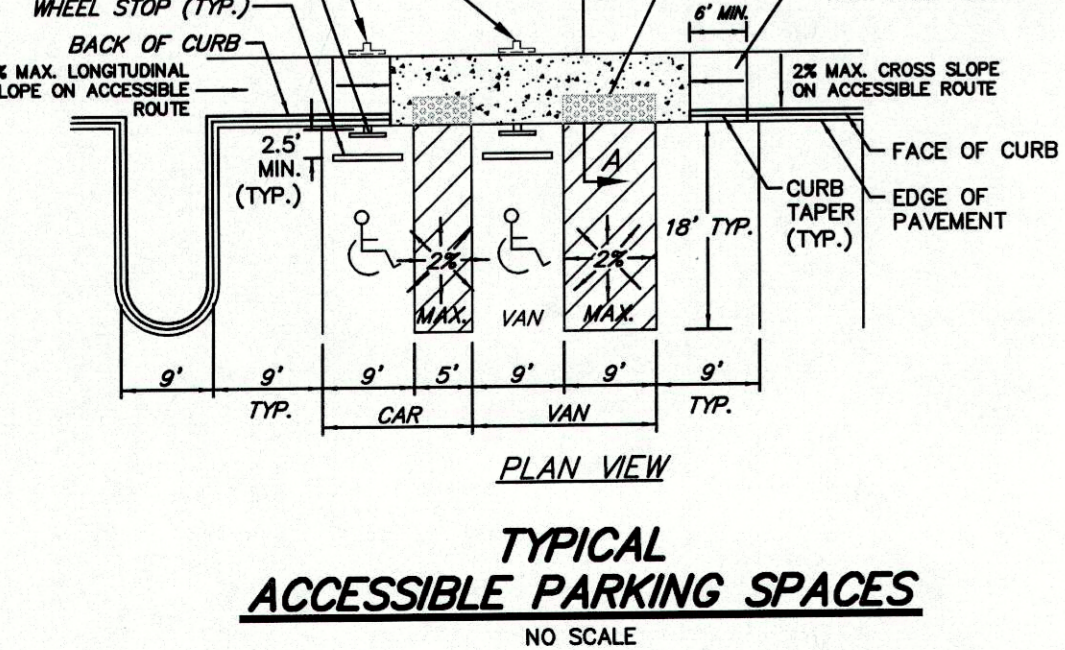 WHEEL STOP (TYP.)
6' MIN.
BACK OF CURB
% MAX. LONGITUDINAL
SLOPE ON ACCESSIBLE
ROUTE
2% MAX. CROSS SLOPE
ON ACCESSIBLE ROUTE
2.5'
MIN.
(TYP.)
A
FACE OF CURB
CURB
TAPER
(TYP.)
EDGE OF
PAVEMENT
18' TYP.
2%
2%
MAX.
VAN
MAX.
9'
9'
9'
5'
9'
9'
9'
TYP.
CAR
VAN
TYP.
PLAN VIEW
TYPICAL
ACCESSIBLE PARKING SPACES
NO SCALE